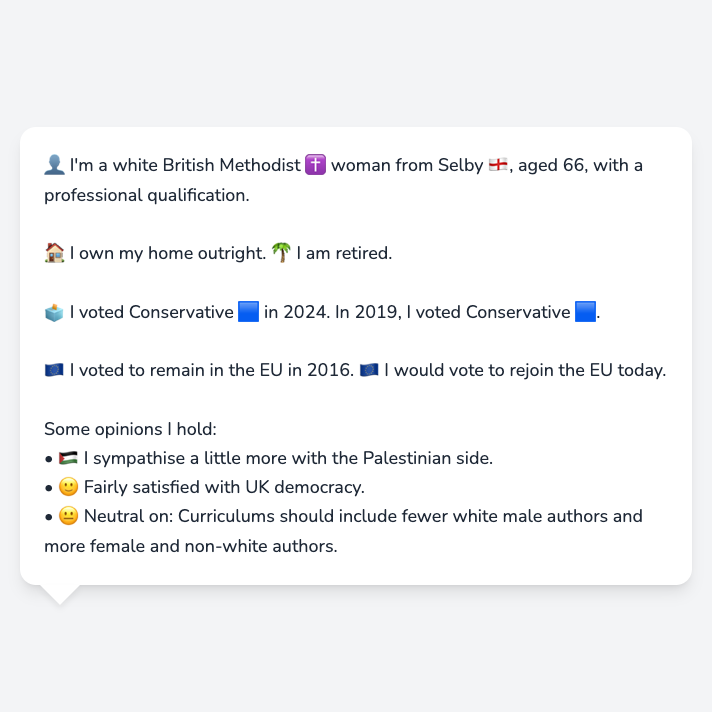 👤 I'm a white British Methodist ✝️ woman from Selby 🏴󠁧󠁢󠁥󠁮󠁧󠁿, aged 66, with a
professional qualification.
🏠 I own my home outright. 🌴 I am retired.
🗳️ I voted Conservative 🟦 in 2024. In 2019, I voted Conservative 🟦.
🇪🇺 I voted to remain in the EU in 2016. 🇪🇺 I would vote to rejoin the EU today.
Some opinions I hold:
• 🇵🇸 I sympathise a little more with the Palestinian side.
• 🙂 Fairly satisfied with UK democracy.
• 😐 Neutral on: Curriculums should include fewer white male authors and
more female and non-white authors.